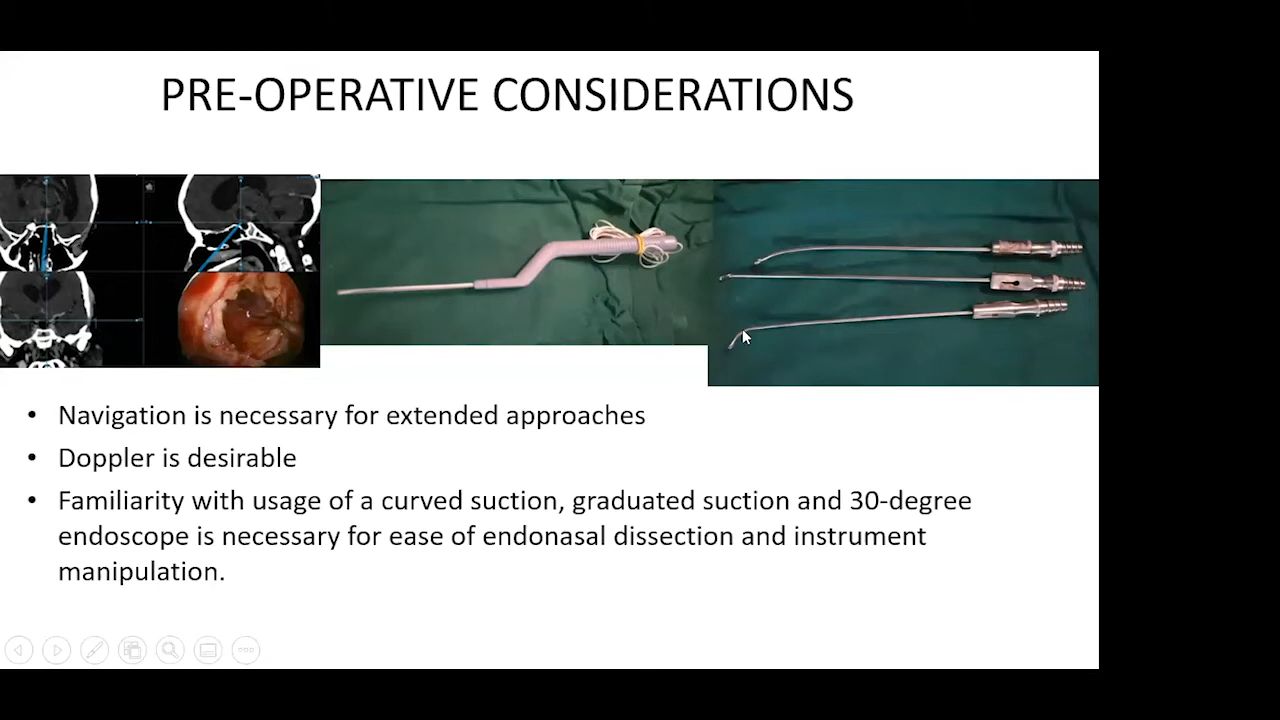 PRE-OPERATIVE CONSIDERATIONS
• Navigation is necessary for extended approaches
• Doppler is desirable
• Familiarity with usage of a curved suction, graduated suction and 30-degree
endoscope is necessary for ease of endonasal dissection and instrument
manipulation.